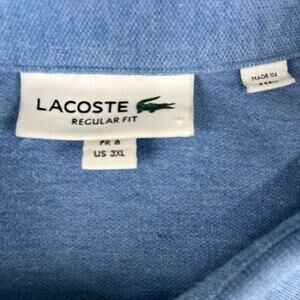 LACOSTE
REGULAR FIT
FR 8
US 3XL
MADE IN